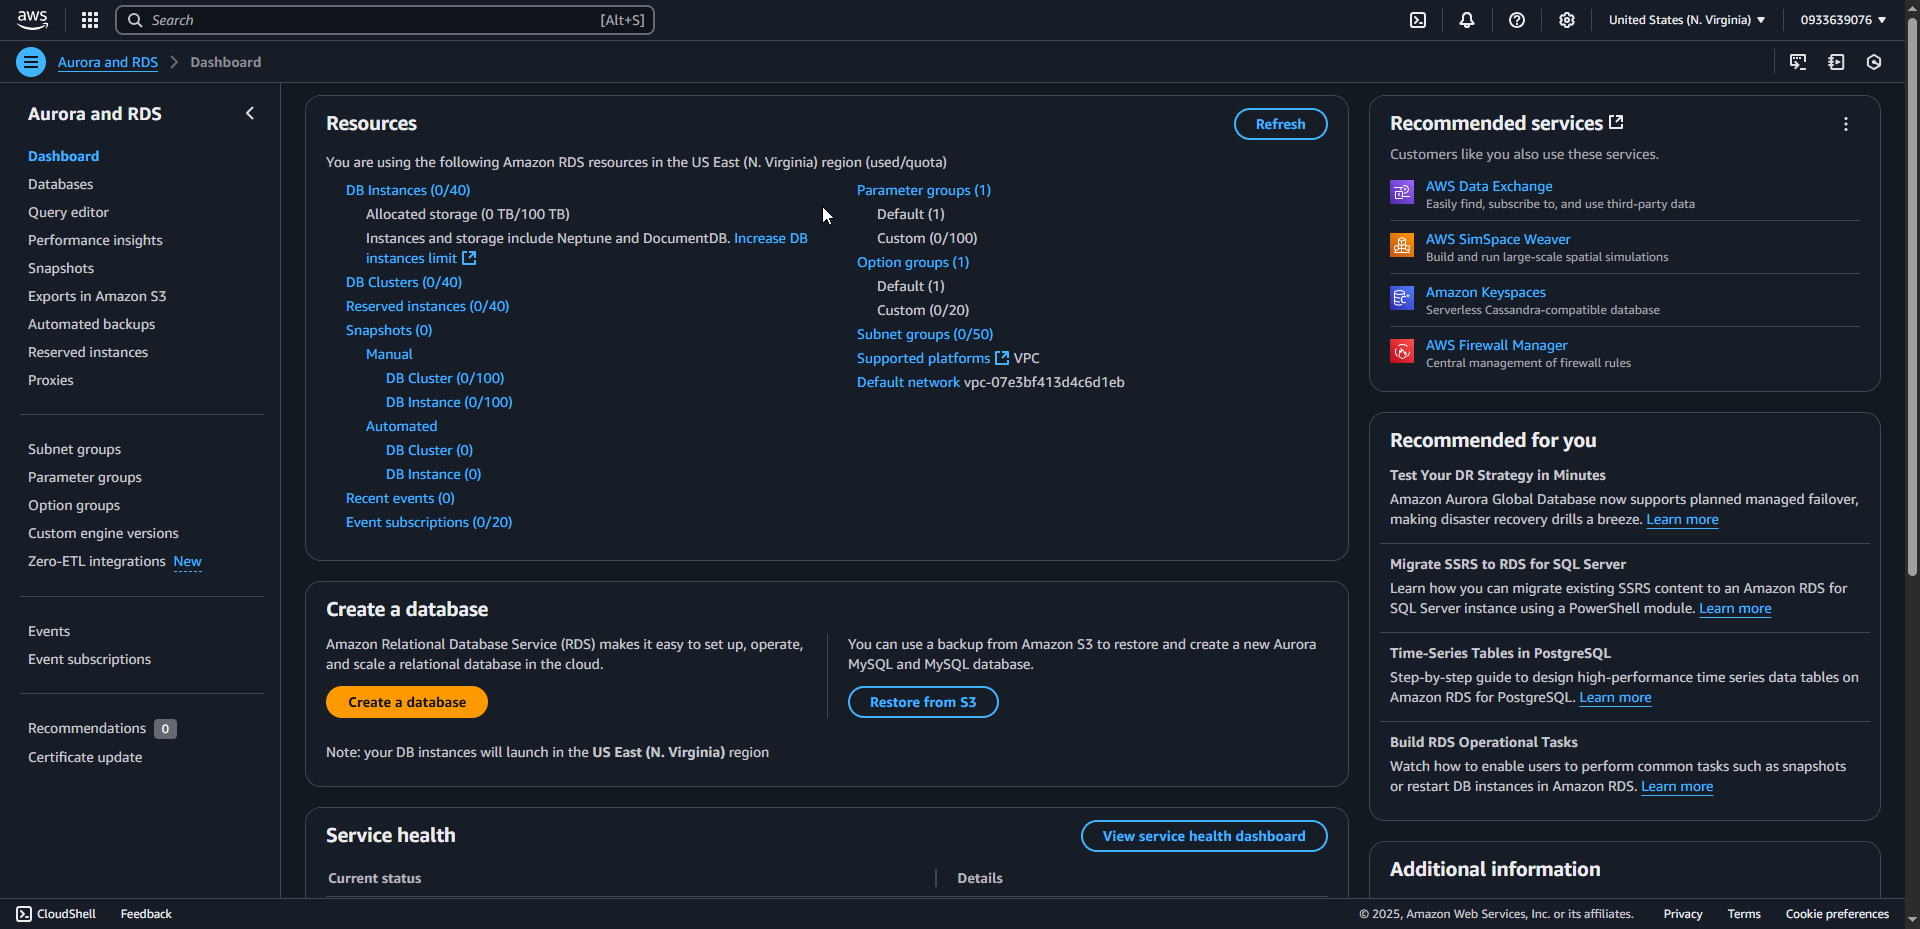 aws
Search [Alt+S]
United States (N. Virginia) ▼
0933639076 ▼
Aurora and RDS > Dashboard
Aurora and RDS
Dashboard
Databases
Query editor
Performance insights
Snapshots
Exports in Amazon S3
Automated backups
Reserved instances
Proxies
Subnet groups
Parameter groups
Option groups
Custom engine versions
Zero-ETL integrations New
Events
Event subscriptions
Recommendations 0
Certificate update
Resources
Refresh
You are using the following Amazon RDS resources in the US East (N. Virginia) region (used/quota)
DB Instances (0/40)
Allocated storage (0 TB/100 TB)
Instances and storage include Neptune and DocumentDB. Increase DB
instances limit
DB Clusters (0/40)
Reserved instances (0/40)
Snapshots (0)
Manual
DB Cluster (0/100)
DB Instance (0/100)
Automated
DB Cluster (0)
DB Instance (0)
Recent events (0)
Event subscriptions (0/20)
Parameter groups (1)
Default (1)
Custom (0/100)
Option groups (1)
Default (1)
Custom (0/20)
Subnet groups (0/50)
Supported platforms VPC
Default network vpc-07e3bf413d4c6d1eb
Create a database
Amazon Relational Database Service (RDS) makes it easy to set up, operate,
and scale a relational database in the cloud.
Create a database
You can use a backup from Amazon S3 to restore and create a new Aurora
MySQL and MySQL database.
Restore from S3
Note: your DB instances will launch in the US East (N. Virginia) region
Service health
View service health dashboard
Current status
Details
Recommended services
Customers like you also use these services.
AWS Data Exchange
Easily find, subscribe to, and use third-party data
AWS SimSpace Weaver
Build and run large-scale spatial simulations
Amazon Keyspaces
Serverless Cassandra-compatible database
AWS Firewall Manager
Central management of firewall rules
Recommended for you
Test Your DR Strategy in Minutes
Amazon Aurora Global Database now supports planned managed failover,
making disaster recovery drills a breeze. Learn more
Migrate SSRS to RDS for SQL Server
Learn how you can migrate existing SSRS content to an Amazon RDS for
SQL Server instance using a PowerShell module. Learn more
Time-Series Tables in PostgreSQL
Step-by-step guide to design high-performance time series data tables on
Amazon RDS for PostgreSQL. Learn more
Build RDS Operational Tasks
Watch how to enable users to perform common tasks such as snapshots
or restart DB instances in Amazon RDS. Learn more
Additional information
CloudShell
Feedback
© 2025, Amazon Web Services, Inc. or its affiliates.
Privacy
Terms
Cookie preferences